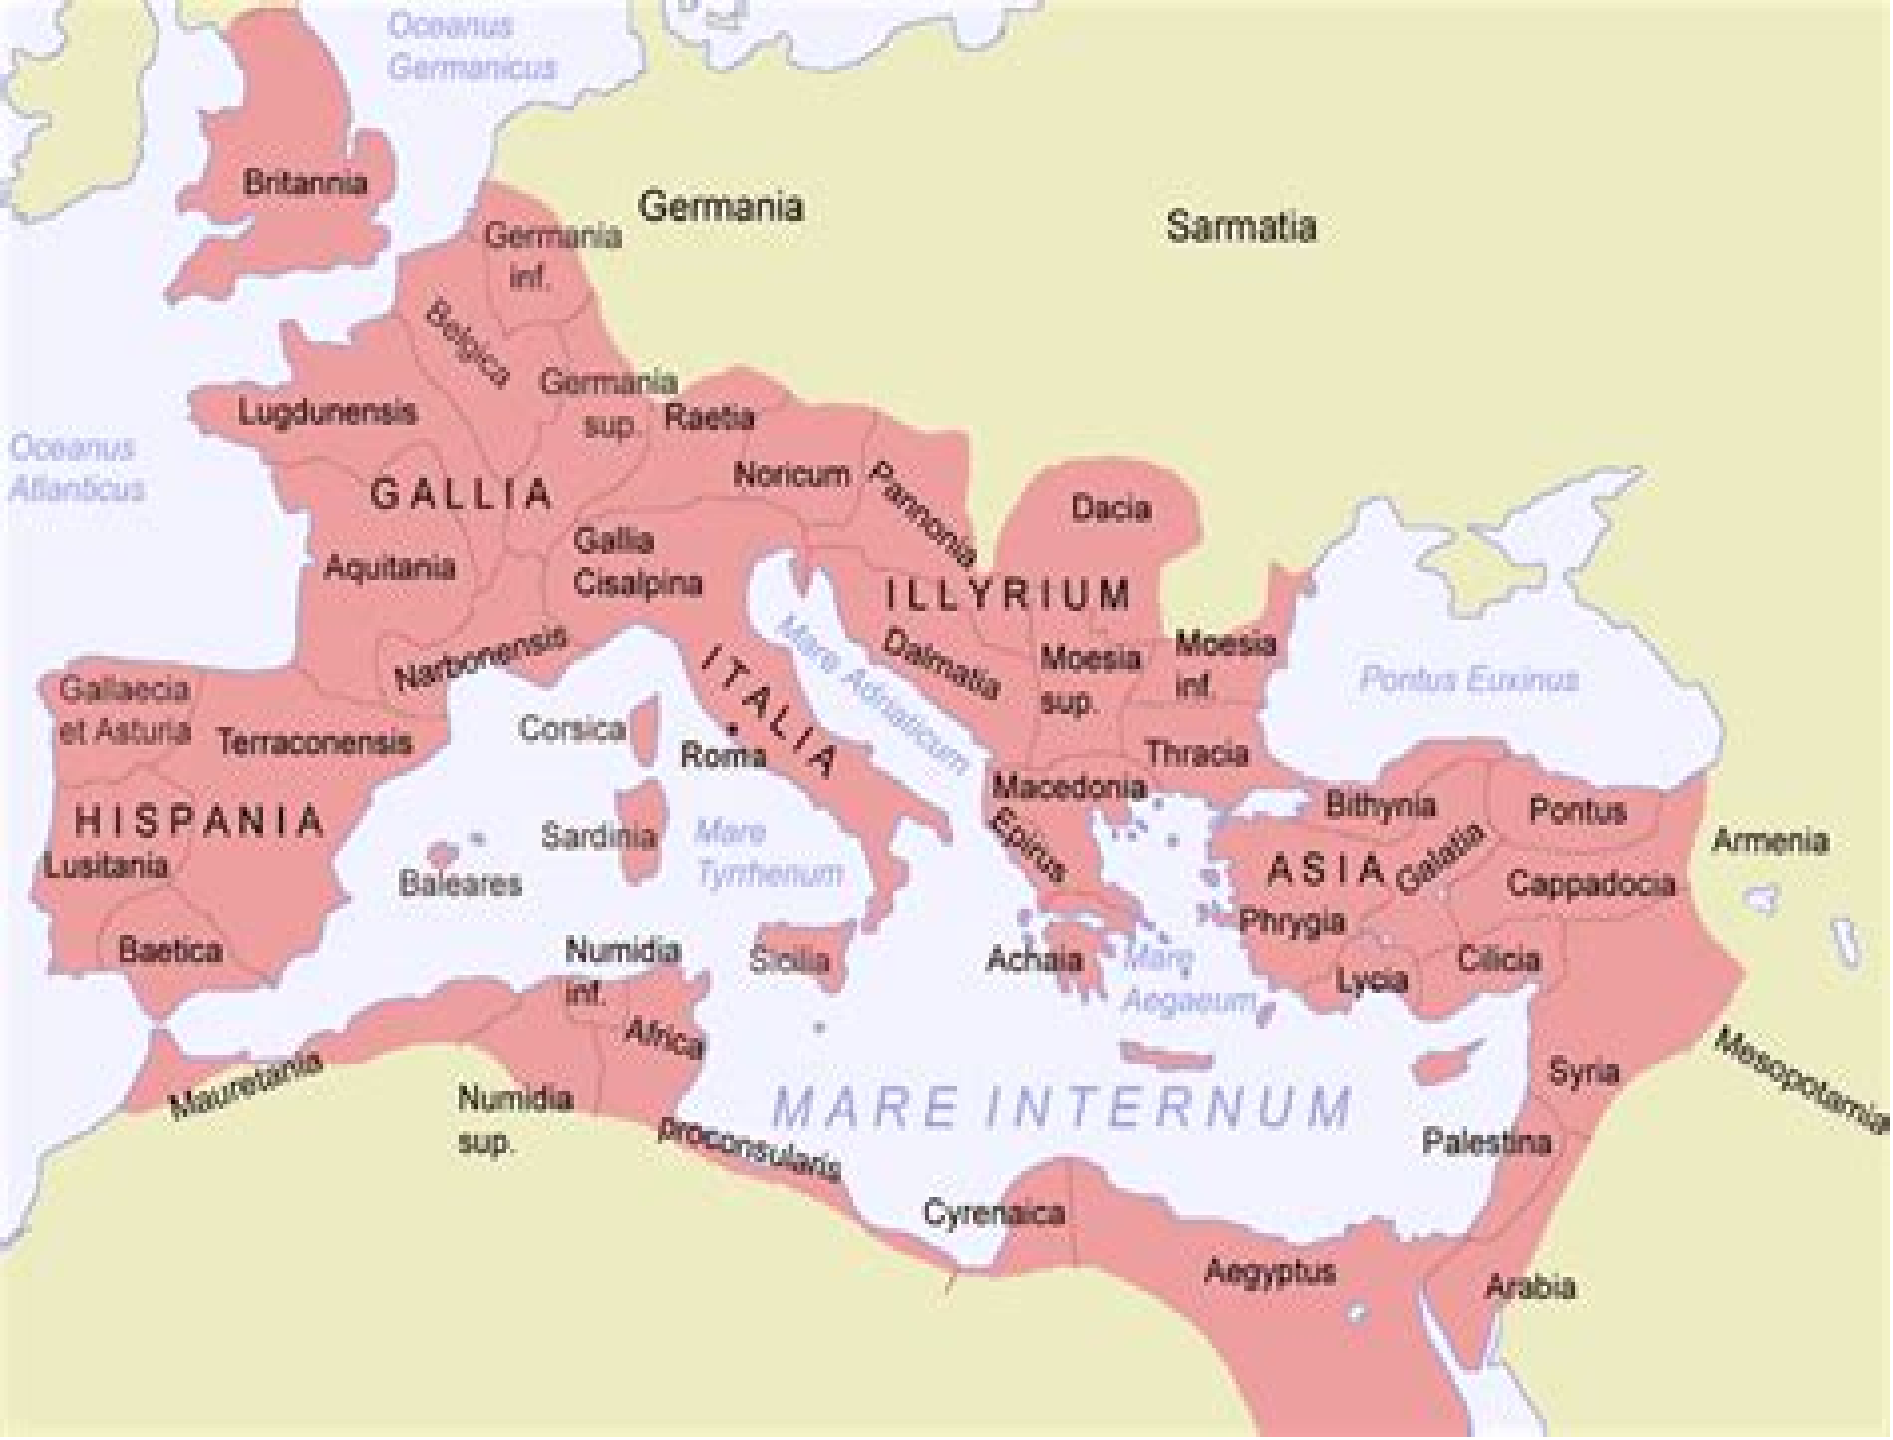 Oceanus
Germanicus
Britannia
Germania
Sarmatia
Germania
inf.
Belgica
Germania
sup.
Lugdunensis
Raetia
Oceanus
Atlanticus
GALLIA
Noricum
Pannonia
Dacia
Gallia
Cisalpina
Aquitania
ILLYRIUM
Narbonensis
ITALIA
Mare Adriaticum
Dalmatia
Moesia
sup.
Moesia
inf.
Pontus Euxinus
Gallaecia
et Asturia
Terraconensis
Corsica
Roma
Thracia
Macedonia
Epirus
Bithynia
Pontus
HISPANIA
Sardinia
Mare
Tyrrhenum
Armenia
Lusitania
Baleares
ASIA
Galatia
Cappadocia
Phrygia
Baetica
Numidia
inf.
Sicilia
Achaia
Mare
Aegaeum
Lycia
Cilicia
Africa
Mauretania
Numidia
sup.
proconsularis
MARE INTERNUM
Syria
Mesopotamia
Palestina
Cyrenaica
Aegyptus
Arabia